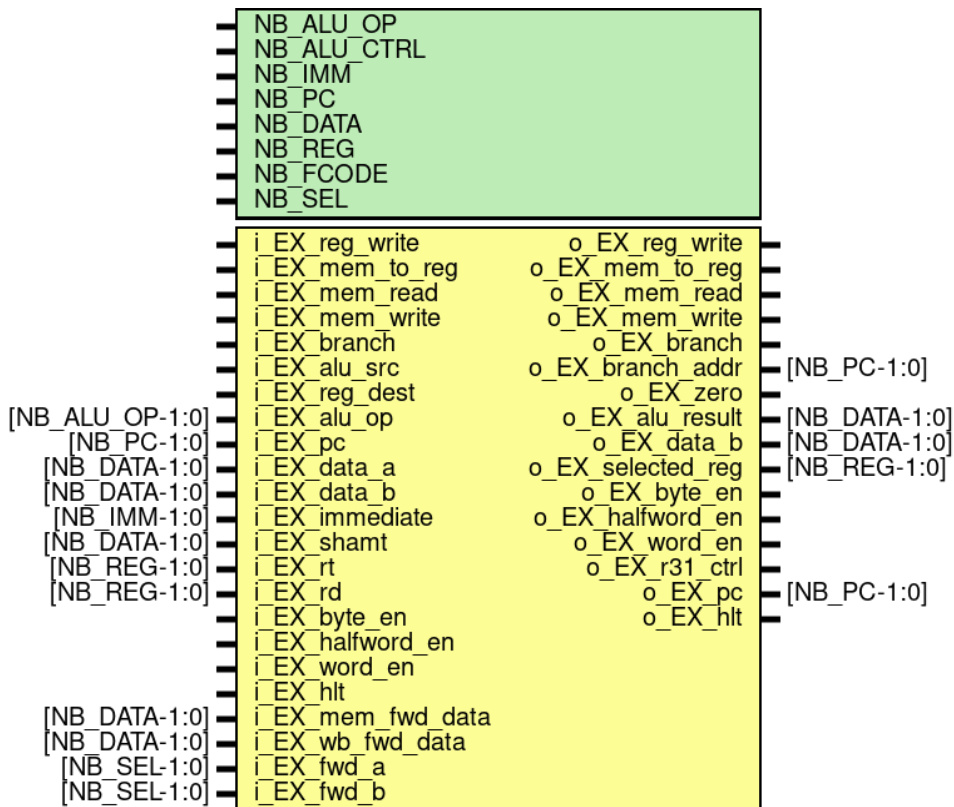 NB_ALU_OP
NB_ALU_CTRL
NB_IMM
NB_PC
NB_DATA
NB_REG
NB_FCODE
NB_SEL
i_EX_reg_write o_EX_reg_write
i_EX_mem_to_reg o_EX_mem_to_reg
i_EX_mem_read o_EX_mem_read
i_EX_mem_write o_EX_mem_write
i_EX_branch o_EX_branch
i_EX_alu_src o_EX_branch_addr [NB_PC-1:0]
i_EX_reg_dest o_EX_zero
[NB_ALU_OP-1:0] i_EX_alu_op o_EX_alu_result [NB_DATA-1:0]
[NB_PC-1:0] i_EX_pc o_EX_data_b [NB_DATA-1:0]
[NB_DATA-1:0] i_EX_data_a o_EX_selected_reg [NB_REG-1:0]
[NB_DATA-1:0] i_EX_data_b o_EX_byte_en
[NB_IMM-1:0] i_EX_immediate o_EX_halfword_en
[NB_DATA-1:0] i_EX_shamt o_EX_word_en
[NB_REG-1:0] i_EX_rt o_EX_r31_ctrl
[NB_REG-1:0] i_EX_rd o_EX_pc [NB_PC-1:0]
i_EX_byte_en o_EX_hlt
i_EX_halfword_en
i_EX_word_en
i_EX_hlt
[NB_DATA-1:0] i_EX_mem_fwd_data
[NB_DATA-1:0] i_EX_wb_fwd_data
[NB_SEL-1:0] i_EX_fwd_a
[NB_SEL-1:0] i_EX_fwd_b